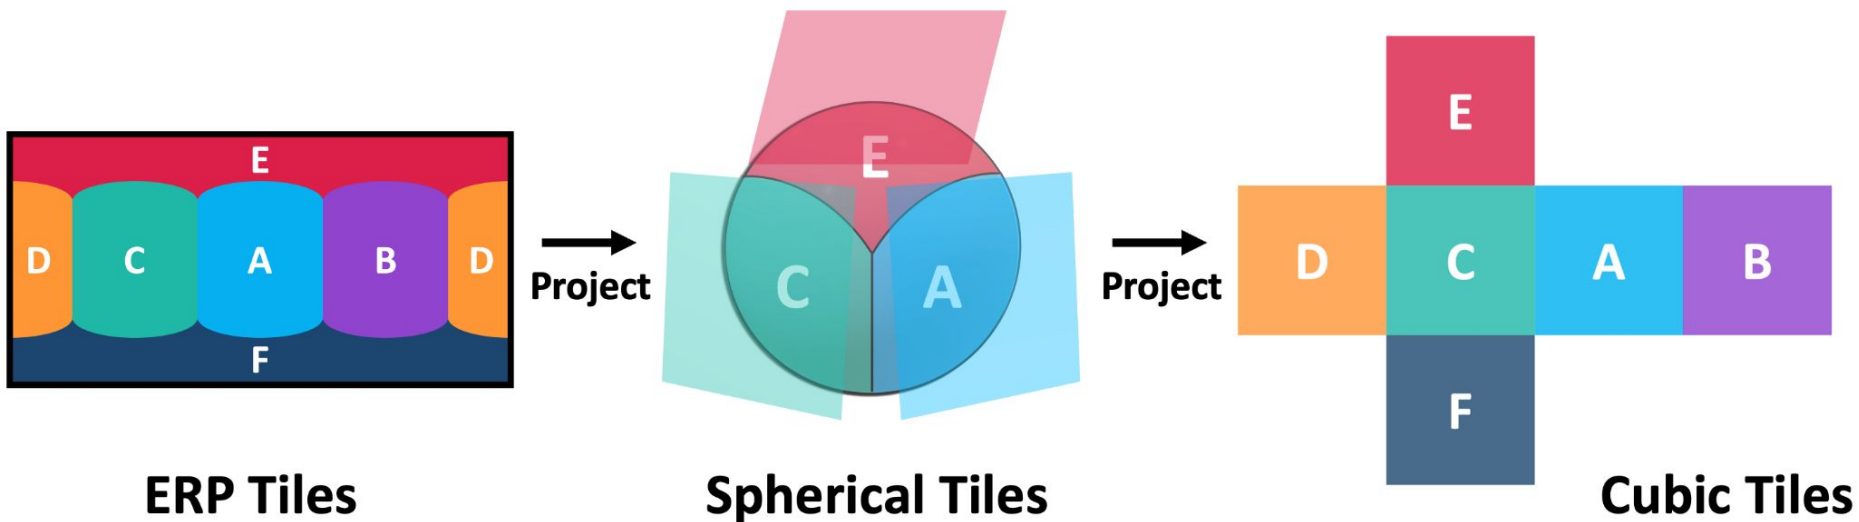 E
D C A B D
F
ERP Tiles
Project
E
C A
Spherical Tiles
Project
E
D C A B
F
Cubic Tiles